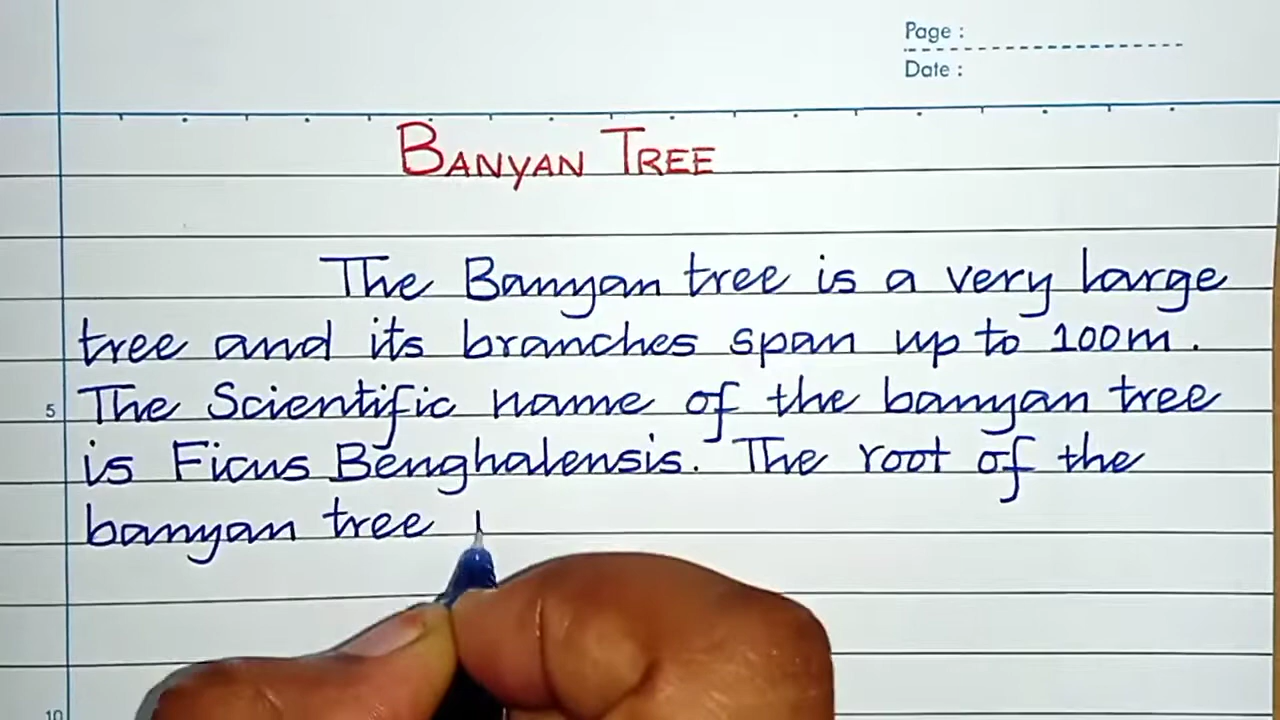 Page :
Date :
BANYAN TREE
The Banyan tree is a very large
tree and its branches span up to 100m.
5 The Scientific name of the banyan tree
is Ficus Benghalensis. The root of the
banyan tree
10